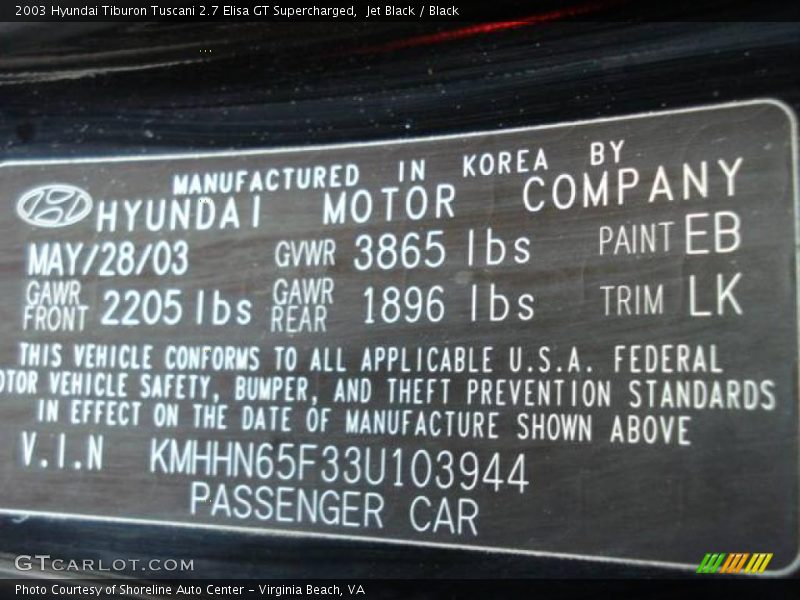 2003 Hyundai Tiburon Tuscani 2.7 Elisa GT Supercharged, Jet Black / Black
MANUFACTURED IN KOREA BY
HYUNDAI MOTOR COMPANY
MAY/28/03 GVWR 3865 lbs PAINT EB
GAWR FRONT 2205 lbs GAWR REAR 1896 lbs TRIM LK
THIS VEHICLE CONFORMS TO ALL APPLICABLE U.S.A. FEDERAL
OTOR VEHICLE SAFETY, BUMPER, AND THEFT PREVENTION STANDARDS
IN EFFECT ON THE DATE OF MANUFACTURE SHOWN ABOVE
V.I.N KMHHN65F33U103944
PASSENGER CAR
GTCARLOT.COM
Photo Courtesy of Shoreline Auto Center - Virginia Beach, VA